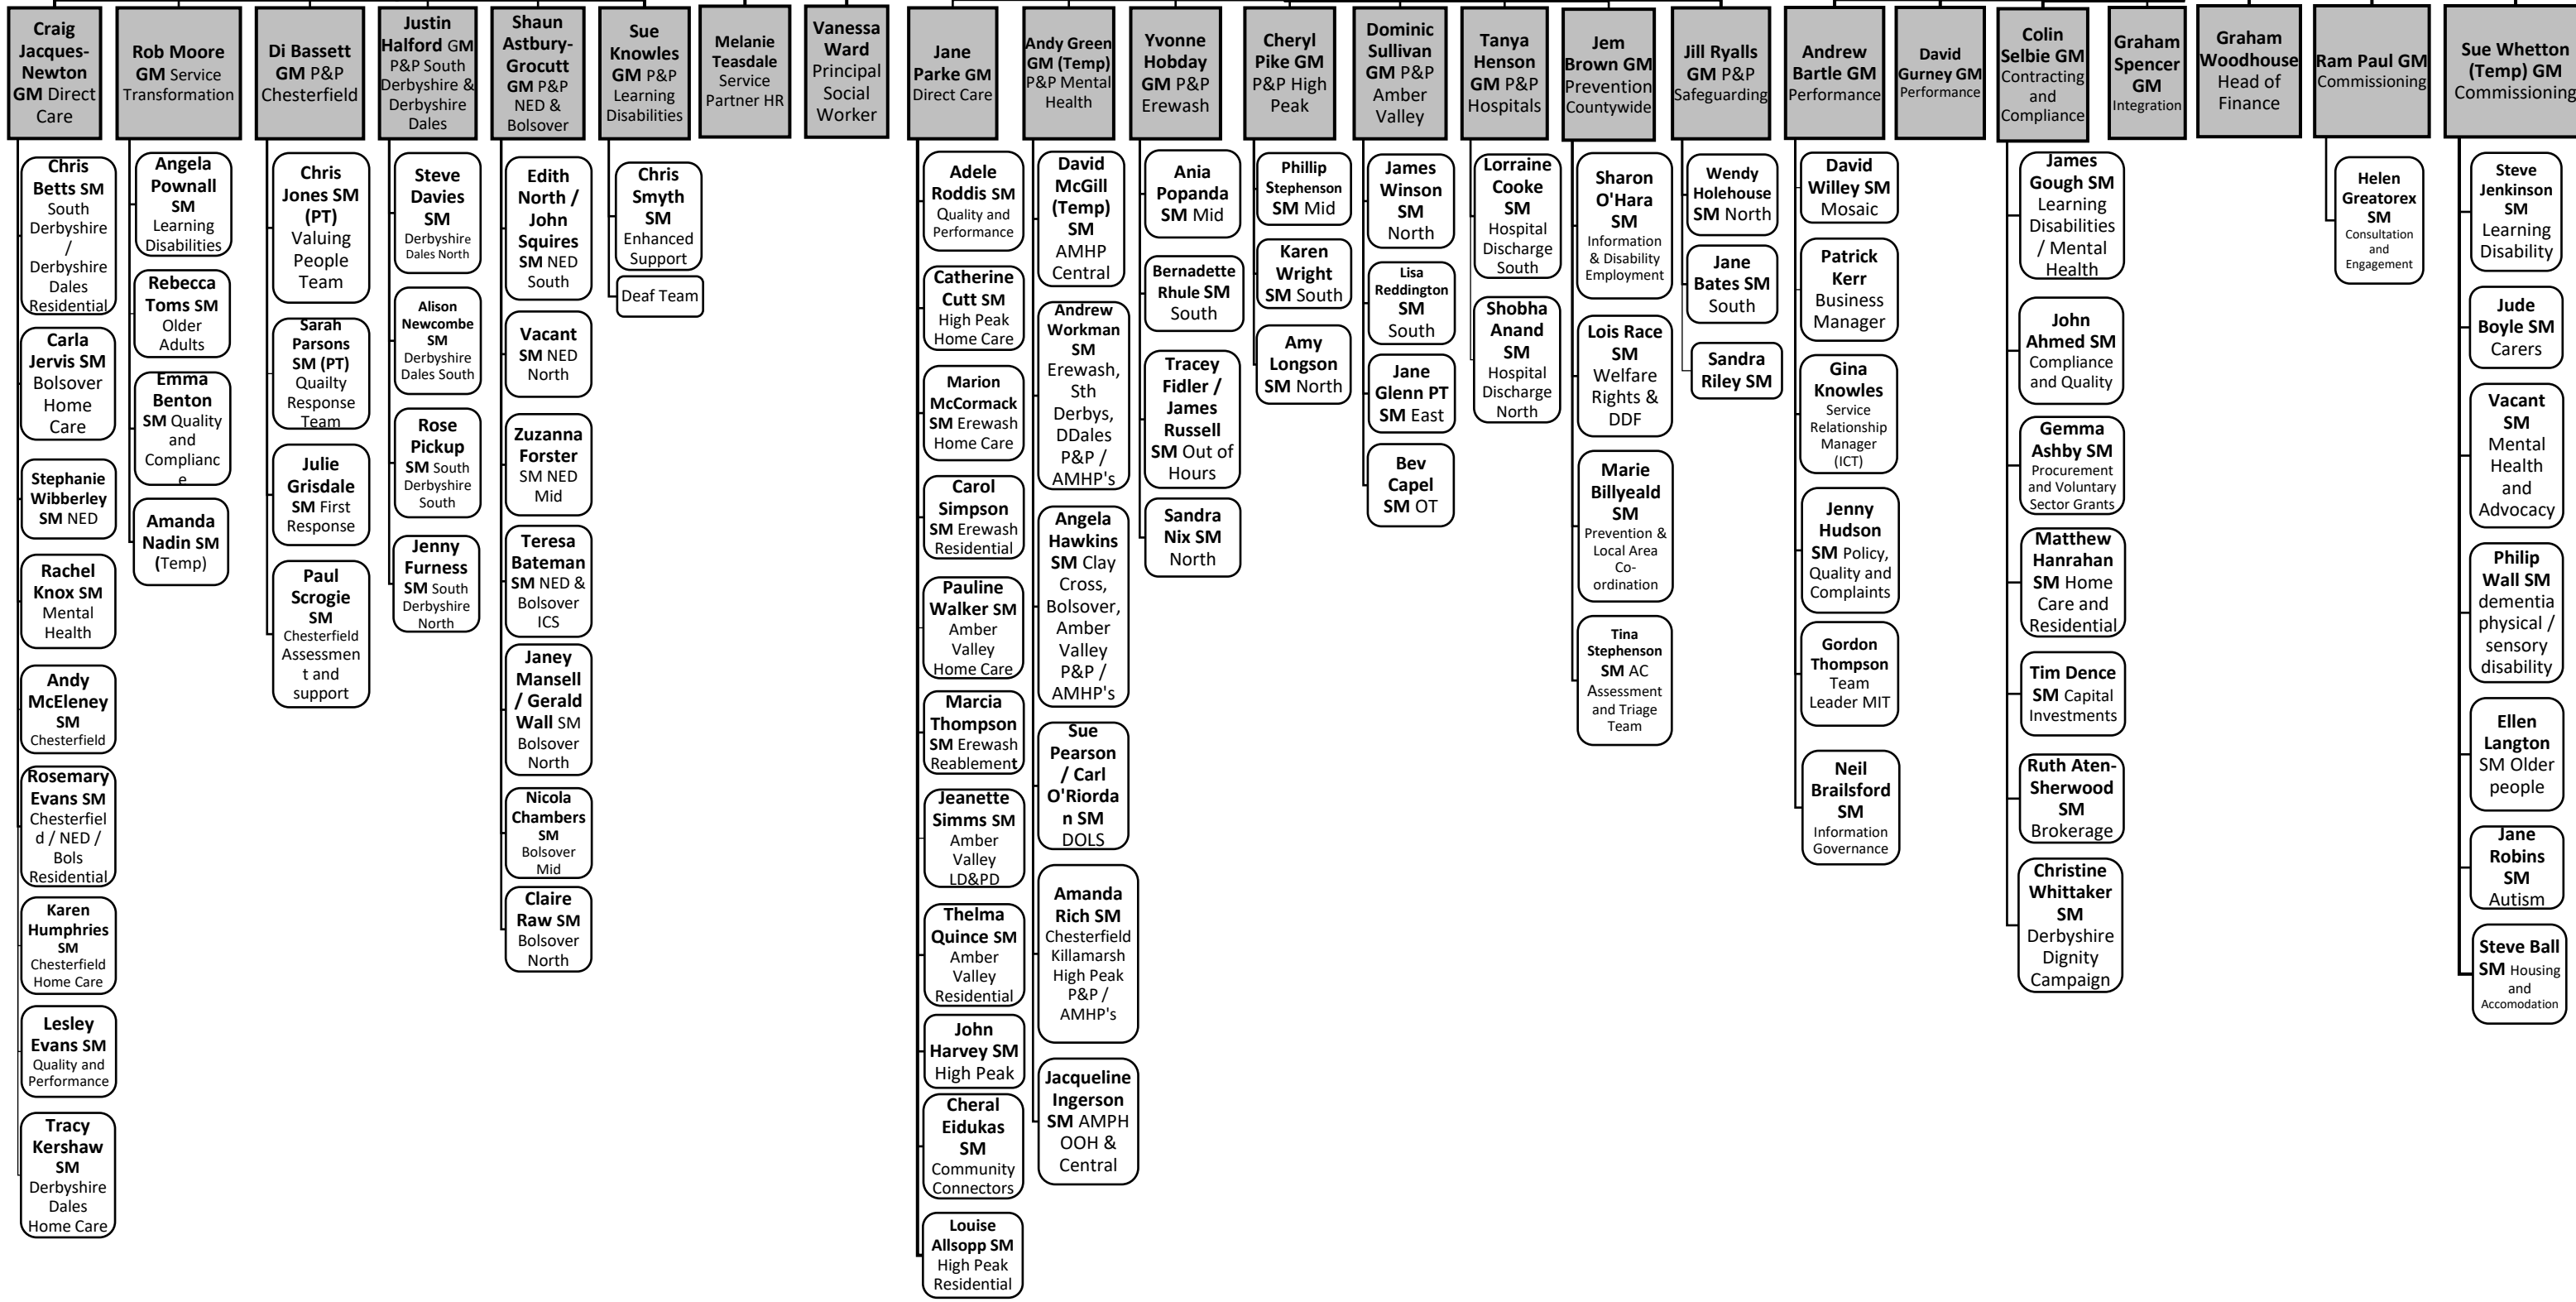 Craig
Jacques-
Newton
GM Direct
Care
Rob Moore
GM Service
Transformation
Di Bassett
GM P&P
Chesterfield
Justin
Halford GM
P&P South
Derbyshire &
Derbyshire
Dales
Shaun
Astbury-
Grocutt
GM P&P
NED &
Bolsover
Sue
Knowles
GM P&P
Learning
Disabilities
Melanie
Teasdale
Service
Partner HR
Vanessa
Ward
Principal
Social
Worker
Jane
Parke GM
Direct Care
Andy Green
GM (Temp)
P&P Mental
Health
Yvonne
Hobday
GM P&P
Erewash
Cheryl
Pike GM
P&P High
Peak
Dominic
Sullivan
GM P&P
Amber
Valley
Tanya
Henson
GM P&P
Hospitals
Jem
Brown GM
Prevention
Countywide
Jill Ryalls
GM P&P
Safeguarding
Andrew
Bartle GM
Performance
David
Gurney GM
Performance
Colin
Selbie GM
Contracting
and
Compliance
Graham
Spencer
GM
Integration
Graham
Woodhouse
Head of
Finance
Ram Paul GM
Commissioning
Sue Whetton
(Temp) GM
Commissioning
Chris
Betts SM
South
Derbyshire
/
Derbyshire
Dales
Residential
Carla
Jervis SM
Bolsover
Home
Care
Stephanie
Wibberley
SM NED
Rachel
Knox SM
Mental
Health
Andy
McEleney
SM
Chesterfield
Rosemary
Evans SM
Chesterfiel
d / NED /
Bols
Residential
Karen
Humphries
SM
Chesterfield
Home Care
Lesley
Evans SM
Quality and
Performance
Tracy
Kershaw
SM
Derbyshire
Dales
Home Care
Angela
Pownall
SM
Learning
Disabilities
Rebecca
Toms SM
Older
Adults
Emma
Benton
SM Quality
and
Complianc
e
Amanda
Nadin SM
(Temp)
Chris
Jones SM
(PT)
Valuing
People
Team
Sarah
Parsons
SM (PT)
Quailty
Response
Team
Julie
Grisdale
SM First
Response
Paul
Scrogie
SM
Chesterfield
Assessmen
t and
support
Steve
Davies
SM
Derbyshire
Dales North
Alison
Newcombe
SM
Derbyshire
Dales South
Rose
Pickup
SM South
Derbyshire
South
Jenny
Furness
SM South
Derbyshire
North
Edith
North /
John
Squires
SM NED
South
Vacant
SM NED
North
Zuzanna
Forster
SM NED
Mid
Teresa
Bateman
SM NED &
Bolsover
ICS
Janey
Mansell
/ Gerald
Wall SM
Bolsover
North
Nicola
Chambers
SM
Bolsover
Mid
Claire
Raw SM
Bolsover
North
Chris
Smyth
SM
Enhanced
Support
Deaf Team
Adele
Roddis SM
Quality and
Performance
Catherine
Cutt SM
High Peak
Home Care
Marion
McCormack
SM Erewash
Home Care
Carol
Simpson
SM Erewash
Residential
Pauline
Walker SM
Amber
Valley
Home Care
Marcia
Thompson
SM Erewash
Reablement
Jeanette
Simms SM
Amber
Valley
LD&PD
Thelma
Quince SM
Amber
Valley
Residential
John
Harvey SM
High Peak
Cheral
Eidukas
SM
Community
Connectors
Louise
Allsopp SM
High Peak
Residential
David
McGill
(Temp)
SM
AMHP
Central
Andrew
Workman
SM
Erewash,
Sth
Derbys,
DDales
P&P /
AMHP's
Angela
Hawkins
SM Clay
Cross,
Bolsover,
Amber
Valley
P&P /
AMHP's
Sue
Pearson
/ Carl
O'Riorda
n SM
DOLS
Amanda
Rich SM
Chesterfield
Killamarsh
High Peak
P&P /
AMHP's
Jacqueline
Ingerson
SM AMPH
OOH &
Central
Ania
Popanda
SM Mid
Bernadette
Rhule SM
South
Tracey
Fidler /
James
Russell
SM Out of
Hours
Sandra
Nix SM
North
Phillip
Stephenson
SM Mid
Karen
Wright
SM South
Amy
Longson
SM North
James
Winson
SM
North
Lisa
Reddington
SM
South
Jane
Glenn PT
SM East
Bev
Capel
SM OT
Lorraine
Cooke
SM
Hospital
Discharge
South
Shobha
Anand
SM
Hospital
Discharge
North
Sharon
O'Hara
SM
Information
& Disability
Employment
Lois Race
SM
Welfare
Rights &
DDF
Marie
Billyeald
SM
Prevention &
Local Area
Co-
ordination
Tina
Stephenson
SM AC
Assessment
and Triage
Team
Wendy
Holehouse
SM North
Jane
Bates SM
South
Sandra
Riley SM
David
Willey SM
Mosaic
Patrick
Kerr
Business
Manager
Gina
Knowles
Service
Relationship
Manager
(ICT)
Jenny
Hudson
SM Policy,
Quality and
Complaints
Gordon
Thompson
Team
Leader MIT
Neil
Brailsford
SM
Information
Governance
James
Gough SM
Learning
Disabilities
/ Mental
Health
John
Ahmed SM
Compliance
and Quality
Gemma
Ashby SM
Procurement
and Voluntary
Sector Grants
Matthew
Hanrahan
SM Home
Care and
Residential
Tim Dence
SM Capital
Investments
Ruth Aten-
Sherwood
SM
Brokerage
Christine
Whittaker
SM
Derbyshire
Dignity
Campaign
Helen
Greatorex
SM
Consultation
and
Engagement
Steve
Jenkinson
SM
Learning
Disability
Jude
Boyle SM
Carers
Vacant
SM
Mental
Health
and
Advocacy
Philip
Wall SM
dementia
physical /
sensory
disability
Ellen
Langton
SM Older
people
Jane
Robins
SM
Autism
Steve Ball
SM Housing
and
Accomodation